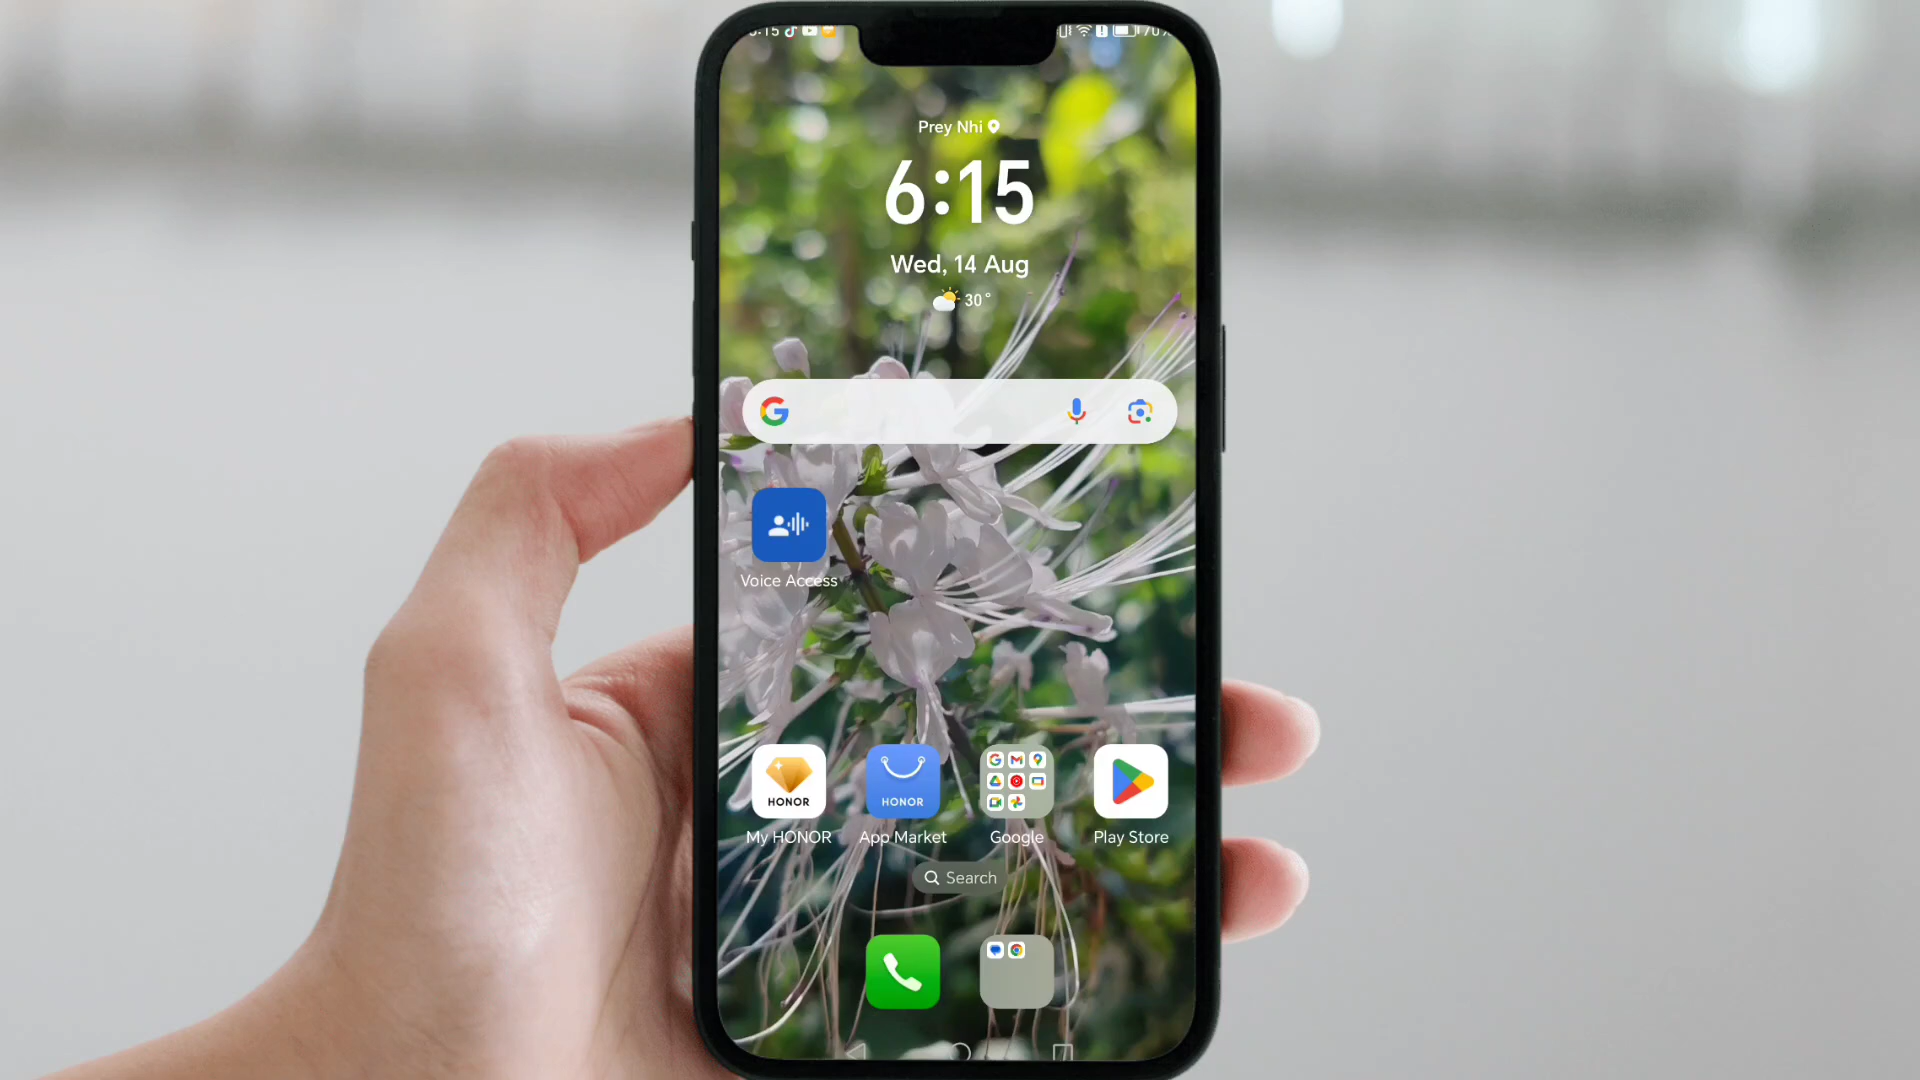 Prey Nhi
6:15
Wed, 14 Aug
30°
Voice Access
HONOR
HONOR
My HONOR
App Market
Google
Play Store
Search